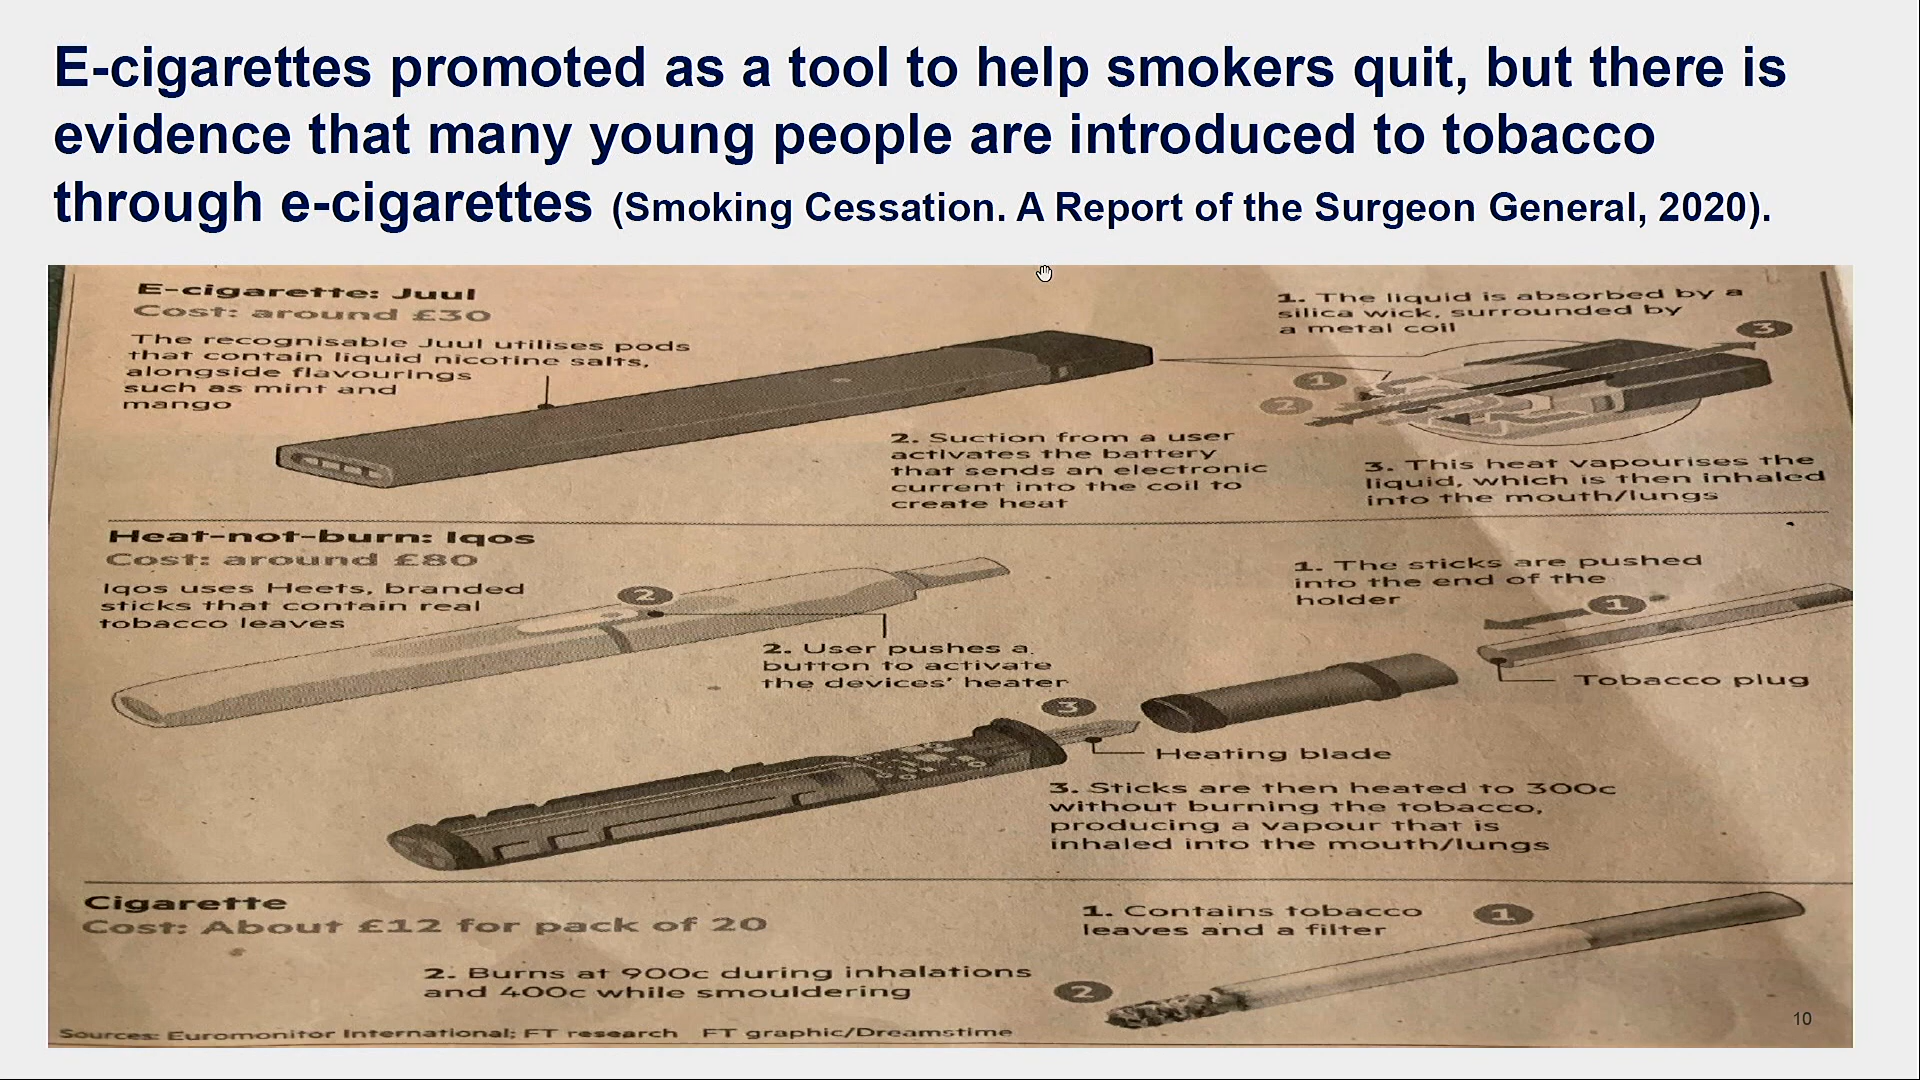 E-cigarettes promoted as a tool to help smokers quit, but there is
evidence that many young people are introduced to tobacco
through e-cigarettes (Smoking Cessation. A Report of the Surgeon General, 2020).
E-cigarette: Juul
Cost: around £30
The recognisable Juul utilises pods
that contain liquid nicotine salts,
alongside flavourings
such as mint and
mango
1. The liquid is absorbed by a
silica wick, surrounded by
a metal coil
3
1
2
2. Suction from a user
activates the battery
that sends an electronic
current into the coil to
create heat
3. This heat vapourises the
liquid, which is then inhaled
into the mouth/lungs
Heat-not-burn: Iqos
Cost: around £80
Iqos uses Heets, branded
sticks that contain real
tobacco leaves
2
2. User pushes a
button to activate
the devices' heater
1. The sticks are pushed
into the end of the
holder
1
Tobacco plug
3
Heating blade
3. Sticks are then heated to 300c
without burning the tobacco,
producing a vapour that is
inhaled into the mouth/lungs
Cigarette
Cost: About £12 for pack of 20
1. Contains tobacco
leaves and a filter
1
2. Burns at 900c during inhalations
and 400c while smouldering
2
Sources: Euromonitor International; FT research FT graphic/Dreamstime
10